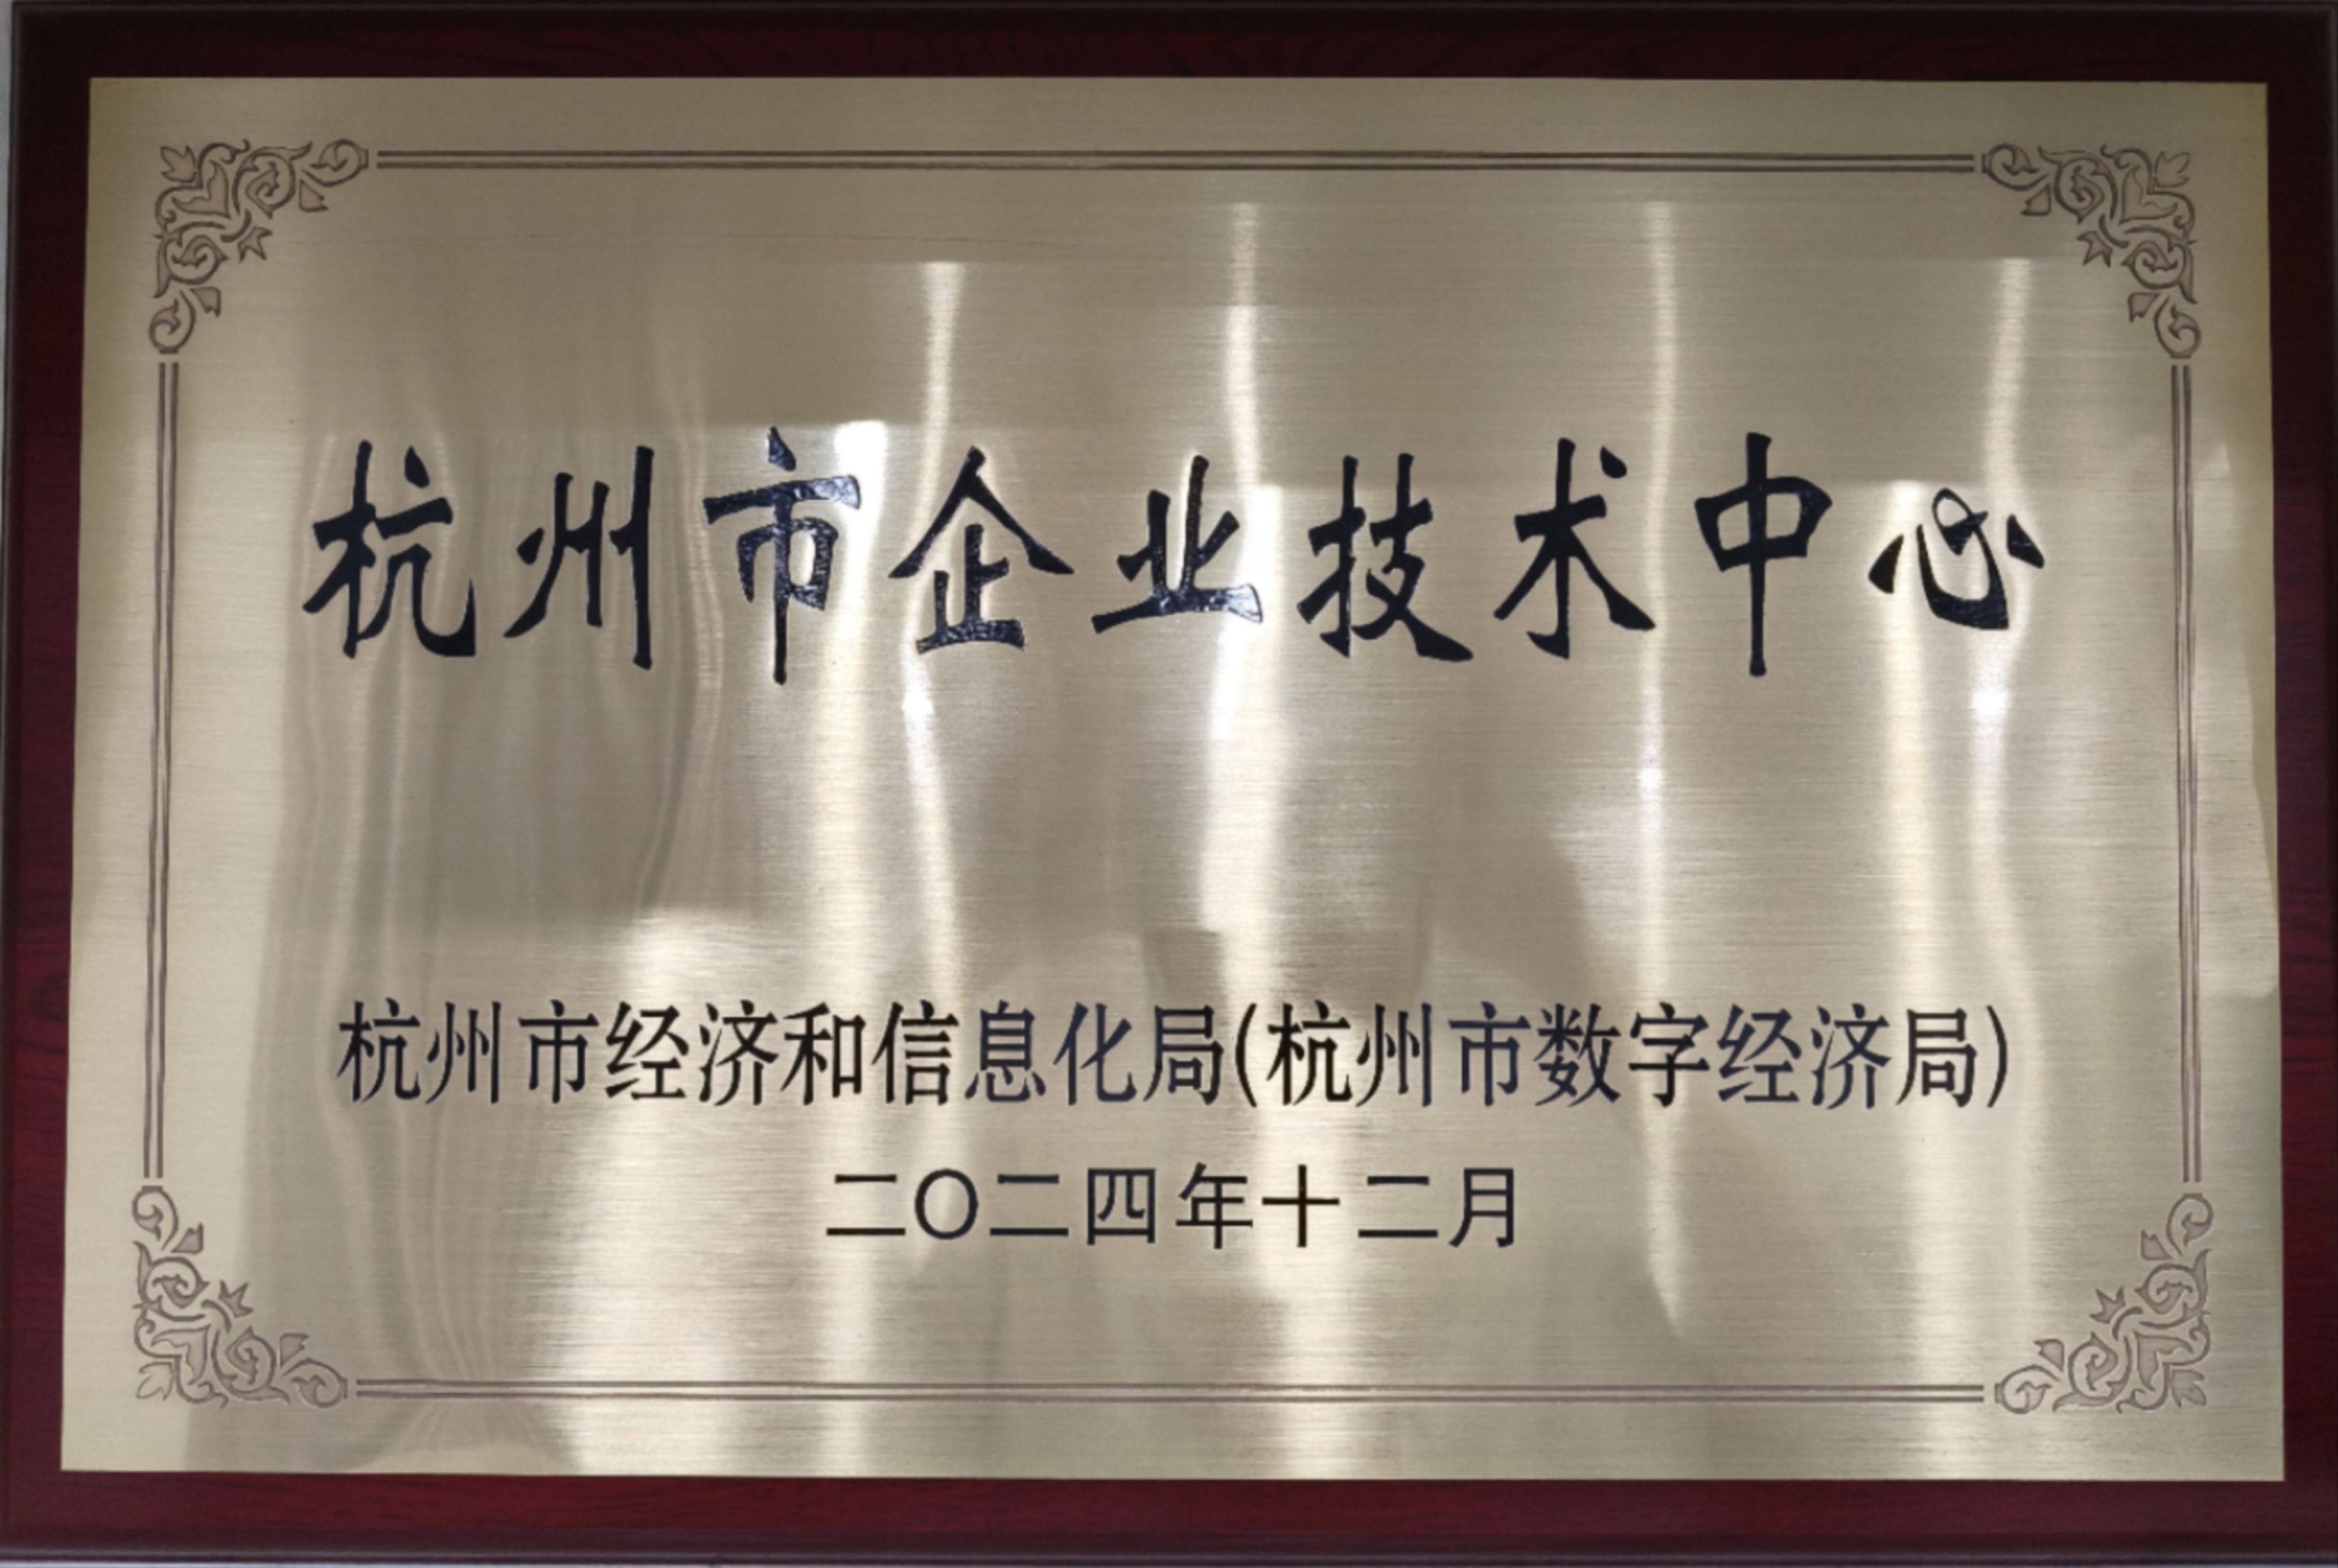 杭州市企业技术中心
杭州市经济和信息化局(杭州市数字经济局)
二〇二四年十二月